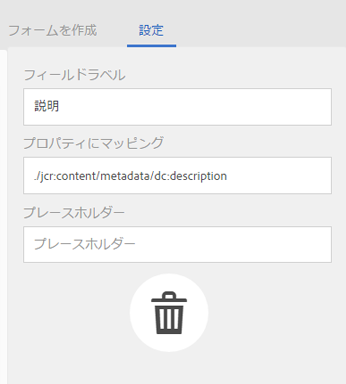 フォームを作成 設定
フィールドラベル
説明
プロパティにマッピング
./jcr:content/metadata/dc:description
プレースホルダー
プレースホルダー